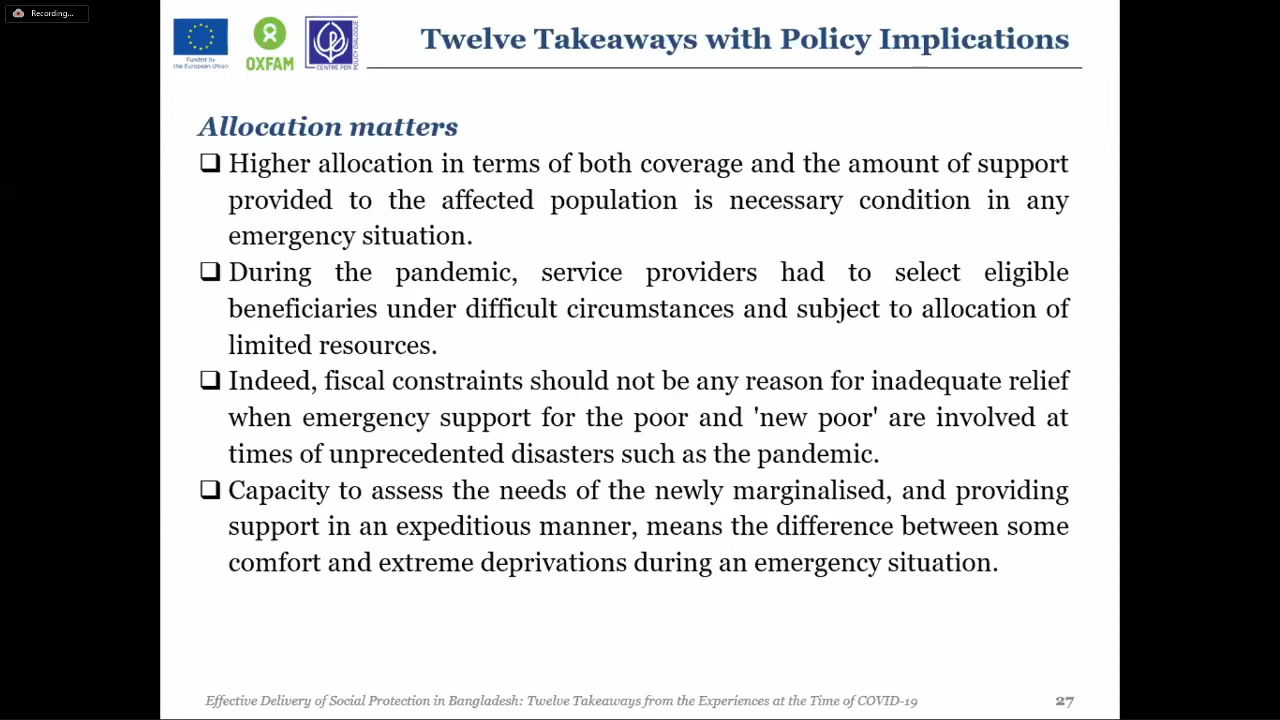 Recording...
Funded by
the European Union
OXFAM
CENTRE FOR
POLICY DIALOGUE
Twelve Takeaways with Policy Implications
Allocation matters
❑ Higher allocation in terms of both coverage and the amount of support
provided to the affected population is necessary condition in any
emergency situation.
❑ During the pandemic, service providers had to select eligible
beneficiaries under difficult circumstances and subject to allocation of
limited resources.
❑ Indeed, fiscal constraints should not be any reason for inadequate relief
when emergency support for the poor and 'new poor' are involved at
times of unprecedented disasters such as the pandemic.
❑ Capacity to assess the needs of the newly marginalised, and providing
support in an expeditious manner, means the difference between some
comfort and extreme deprivations during an emergency situation.
Effective Delivery of Social Protection in Bangladesh: Twelve Takeaways from the Experiences at the Time of COVID-19
27